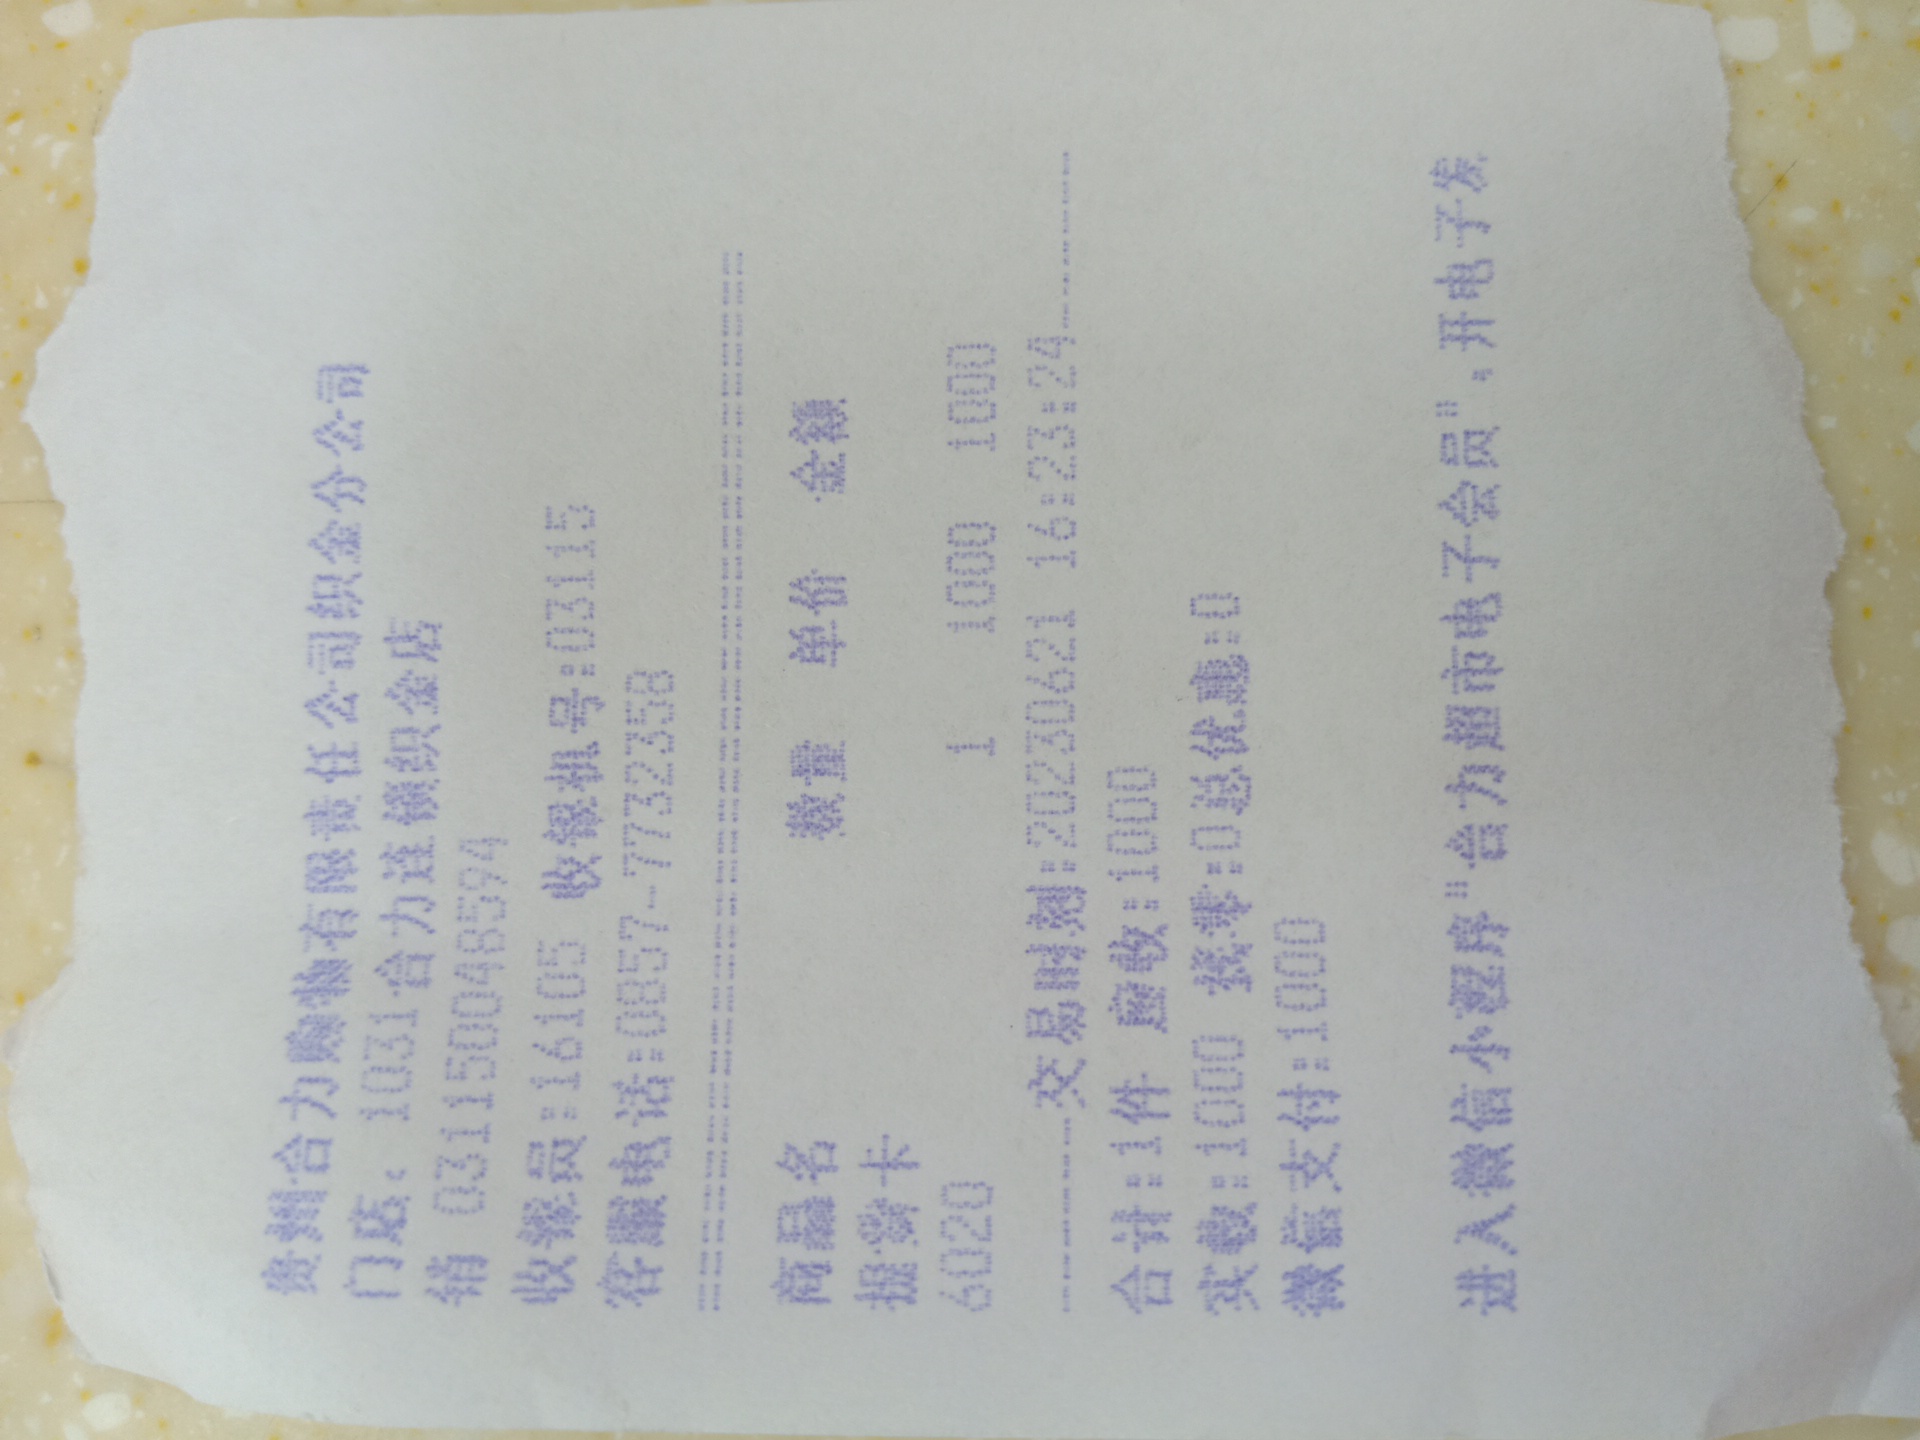 贵州合力购物有限责任公司织金分公司
门店、1031合力连锁织金店
销 031150048594
收银员:16105 收银机号:03115
客服电话:0857-7732358
商品名 数量 单价 金额
提货卡
6020 1 1000 1000
交易时刻:20230621 16:23:24
合计:1件 应收:1000
实收:1000 找零:0总优惠:0
微信支付:1000
进入微信小程序"合力超市电子会员",开电子发